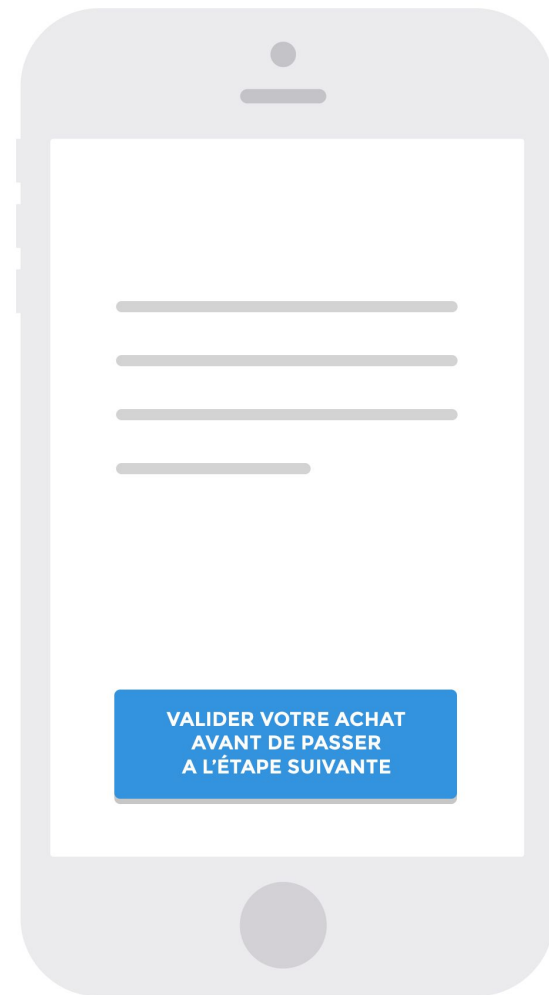 VALIDER VOTRE ACHAT
AVANT DE PASSER
A L’ÉTAPE SUIVANTE